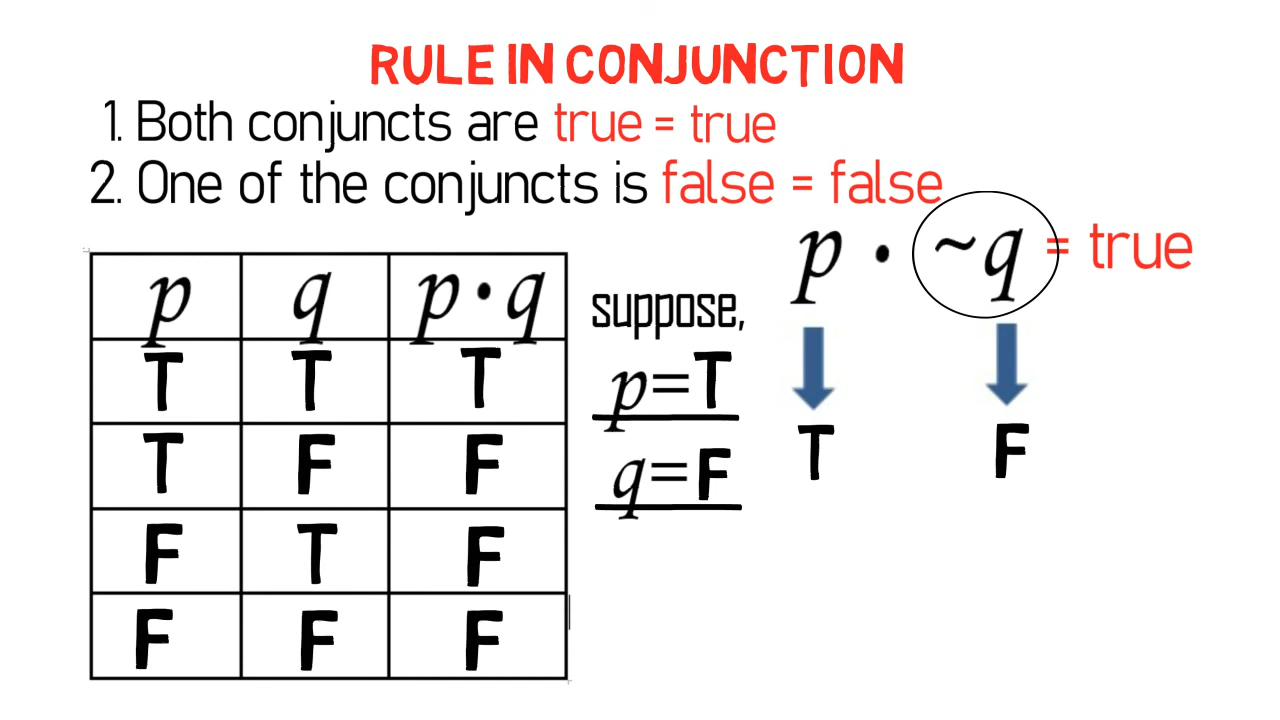 RULE IN CONJUNCTION
1. Both conjuncts are true = true
2. One of the conjuncts is false = false
p · ~q = true
p q p · q
T T T
T F F
F T F
F F F
suppose,
p=T
q=F
T F